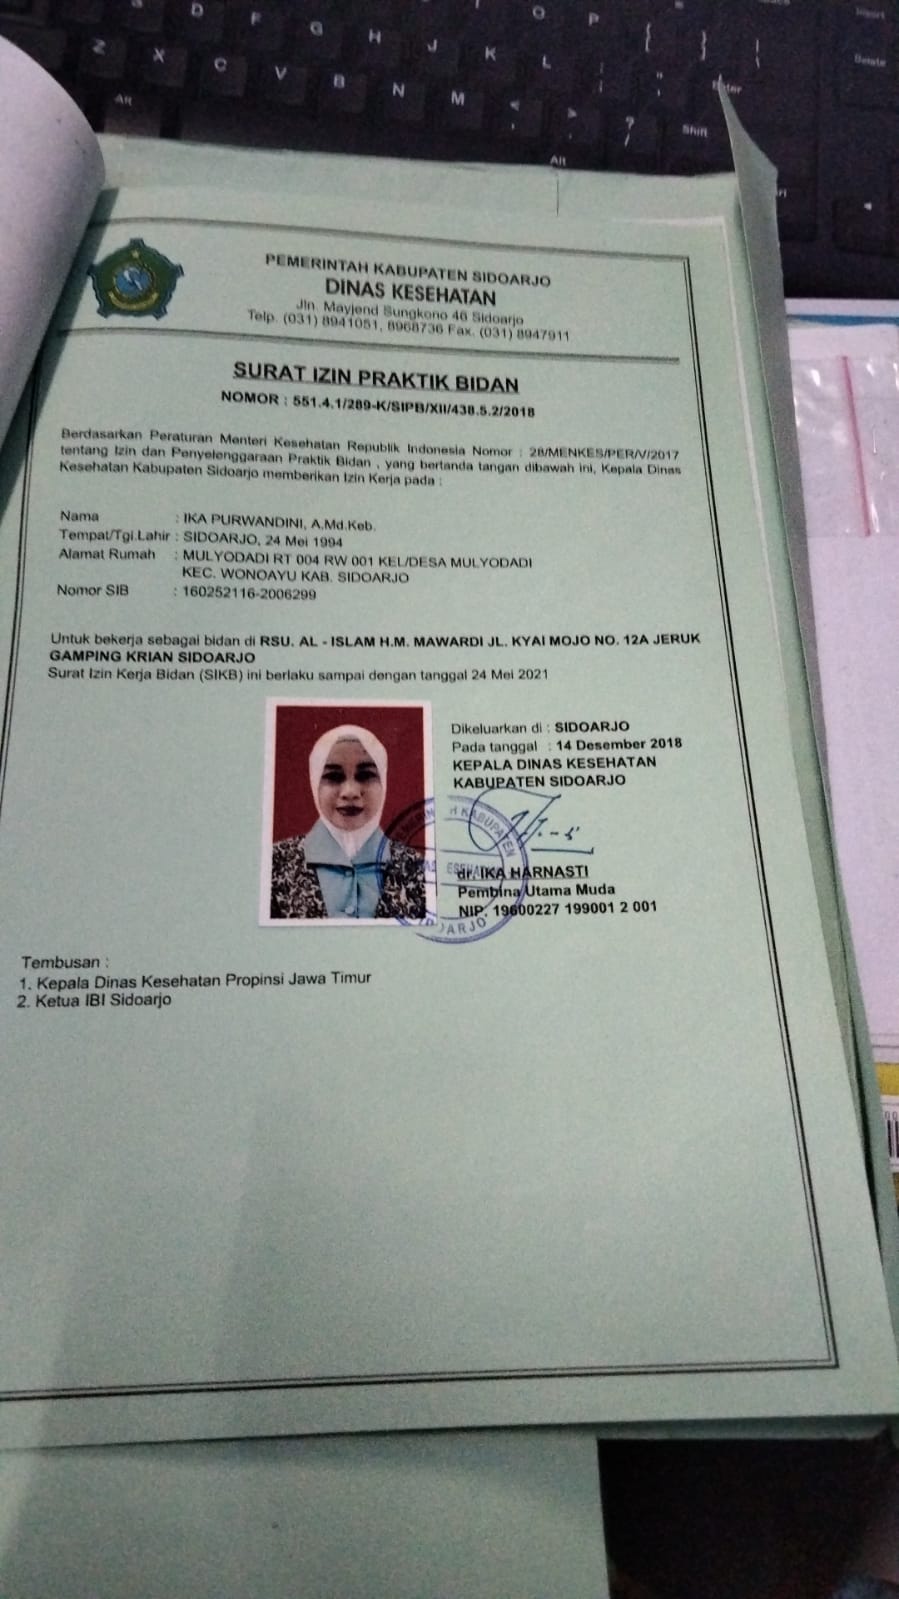 D F G H J K L O P { } |
Z X C V B N M < > ? : "
Enter
Shift
Alt
Alt
Delete
PEMERINTAH KABUPATEN SIDOARJO
DINAS KESEHATAN
Jln. Mayjend Sungkono 46 Sidoarjo
Telp. (031) 8941051, 8968736 Fax. (031) 8947911
SURAT IZIN PRAKTIK BIDAN
NOMOR : 551.4.1/289-K/SIPB/XII/438.5.2/2018
Berdasarkan Peraturan Menteri Kesehatan Republik Indonesia Nomor : 28/MENKES/PER/V/2017
tentang Izin dan Penyelenggaraan Praktik Bidan , yang bertanda tangan dibawah ini, Kepala Dinas
Kesehatan Kabupaten Sidoarjo memberikan Izin Kerja pada :
Nama : IKA PURWANDINI, A.Md.Keb.
Tempat/Tgl.Lahir : SIDOARJO, 24 Mei 1994
Alamat Rumah : MULYODADI RT 004 RW 001 KEL/DESA MULYODADI
KEC. WONOAYU KAB. SIDOARJO
Nomor SIB : 160252116-2006299
Untuk bekerja sebagai bidan di RSU. AL - ISLAM H.M. MAWARDI JL. KYAI MOJO NO. 12A JERUK
GAMPING KRIAN SIDOARJO
Surat Izin Kerja Bidan (SIKB) ini berlaku sampai dengan tanggal 24 Mei 2021
Dikeluarkan di : SIDOARJO
Pada tanggal : 14 Desember 2018
KEPALA DINAS KESEHATAN
KABUPATEN SIDOARJO
dr. IKA HARNASTI
Pembina Utama Muda
NIP. 19600227 199001 2 001
Tembusan :
1. Kepala Dinas Kesehatan Propinsi Jawa Timur
2. Ketua IBI Sidoarjo